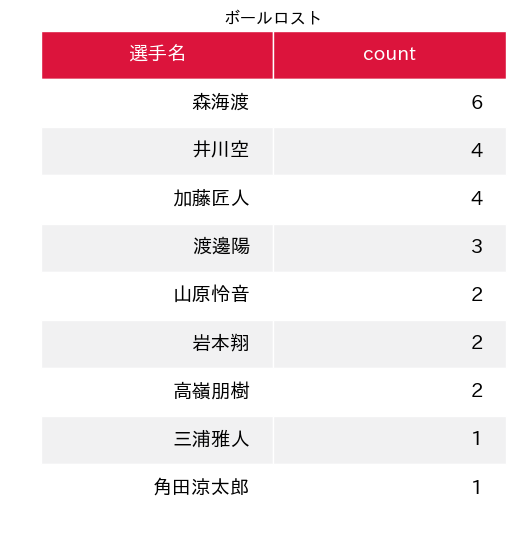 ボールロスト
選手名 count
森海渡 6
井川空 4
加藤匠人 4
渡邊陽 3
山原怜音 2
岩本翔 2
高嶺朋樹 2
三浦雅人 1
角田涼太郎 1